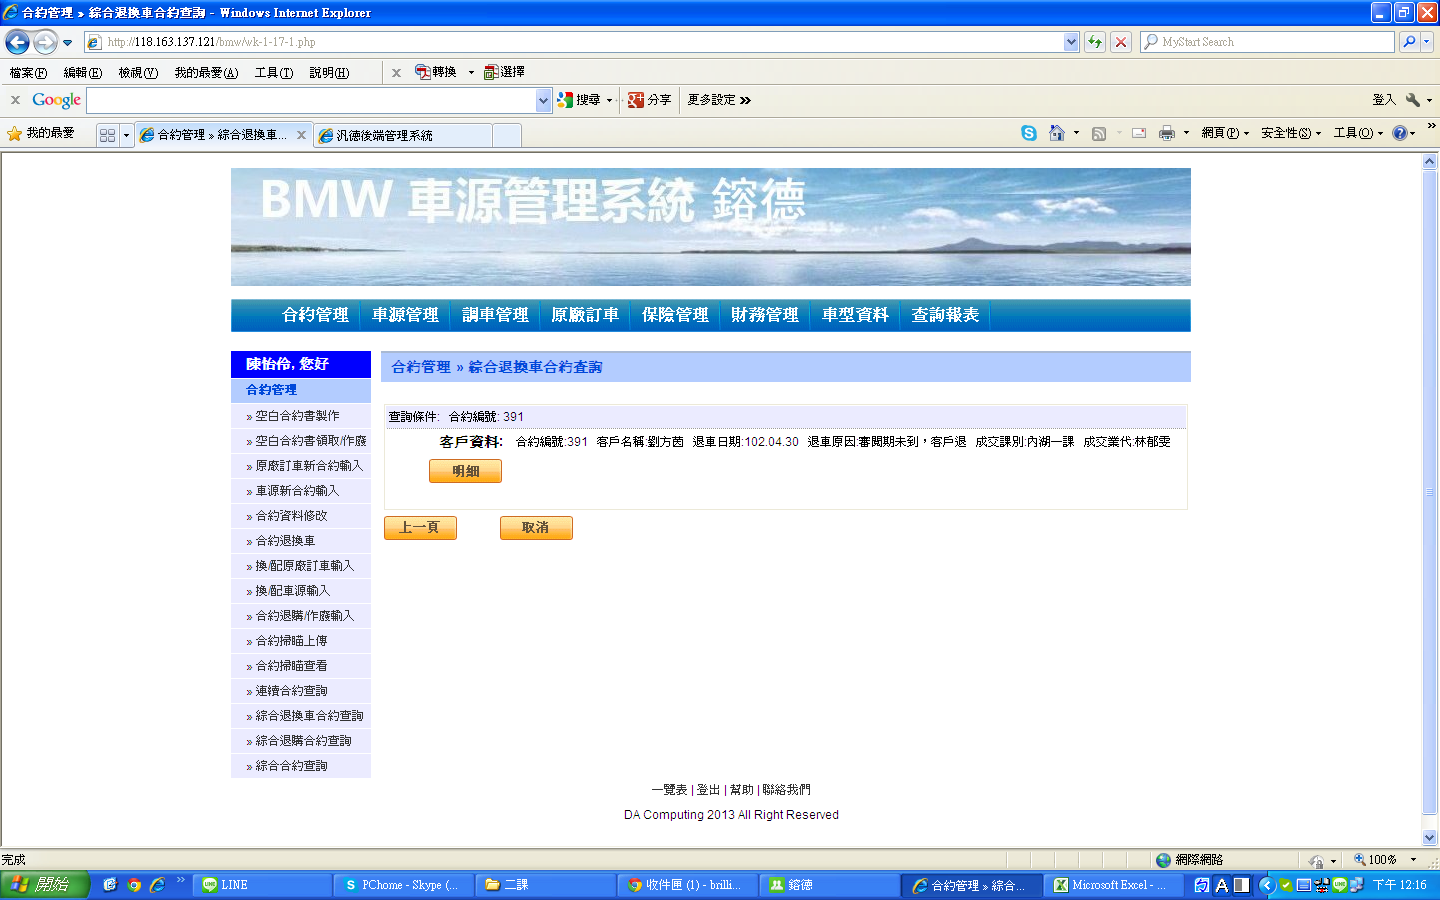 合約管理 » 綜合退換車合約查詢 - Windows Internet Explorer
http://118.163.137.121/bmw/wk-1-17-1.php
MyStart Search
檔案(F) 編輯(E) 檢視(V) 我的最愛(A) 工具(T) 說明(H) x 轉換 選擇
x Google 搜尋 分享 更多設定 » 登入
我的最愛 合約管理 » 綜合退換車... x 汎德後端管理系統 網頁(P) 安全性(S) 工具(O) »
BMW 車源管理系統 鎔德
合約管理 車源管理 調車管理 原廠訂車 保險管理 財務管理 車型資料 查詢報表
陳怡伶, 您好
合約管理 » 綜合退換車合約查詢
合約管理
» 空白合約書製作
» 空白合約書領取/作廢
» 原廠訂車新合約輸入
» 車源新合約輸入
» 合約資料修改
» 合約退換車
» 換/配原廠訂車輸入
» 換/配車源輸入
» 合約退購/作廢輸入
» 合約掃瞄上傳
» 合約掃瞄查看
» 連續合約查詢
» 綜合退換車合約查詢
» 綜合退購合約查詢
» 綜合合約查詢
查詢條件: 合約編號: 391
客戶資料: 合約編號:391 客戶名稱:劉方茵 退車日期:102.04.30 退車原因:審閱期未到，客戶退 成交課別:內湖一課 成交業代:林郁雯
明細
上一頁 取消
一覽表 | 登出 | 幫助 | 聯絡我們
DA Computing 2013 All Right Reserved
完成 網際網路 100%
開始 » LINE PChome - Skype (... 二課 收件匣 (1) - brilli... 鎔德 合約管理 » 綜合... Microsoft Excel - ... A 下午 12:16